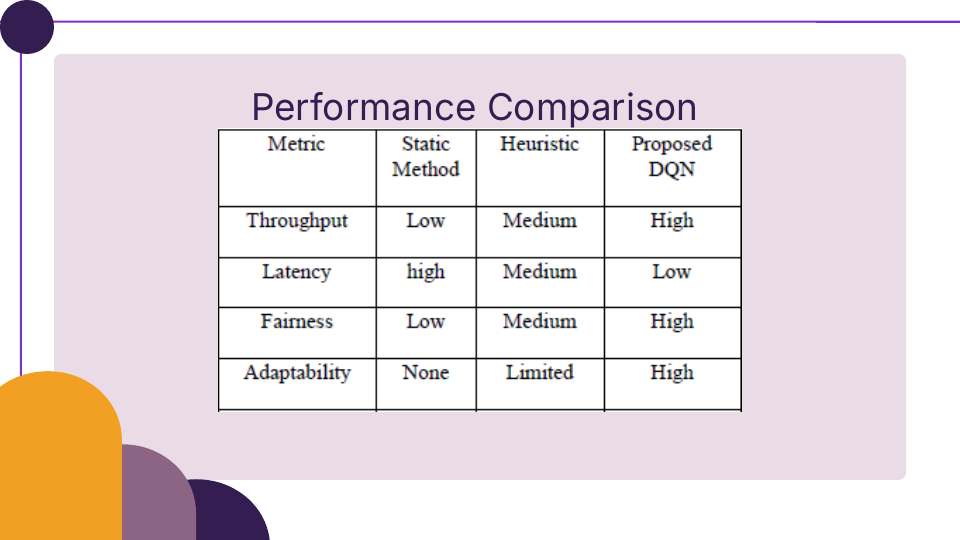 Performance Comparison
Metric Static Method Heuristic Proposed DQN
Throughput Low Medium High
Latency high Medium Low
Fairness Low Medium High
Adaptability None Limited High